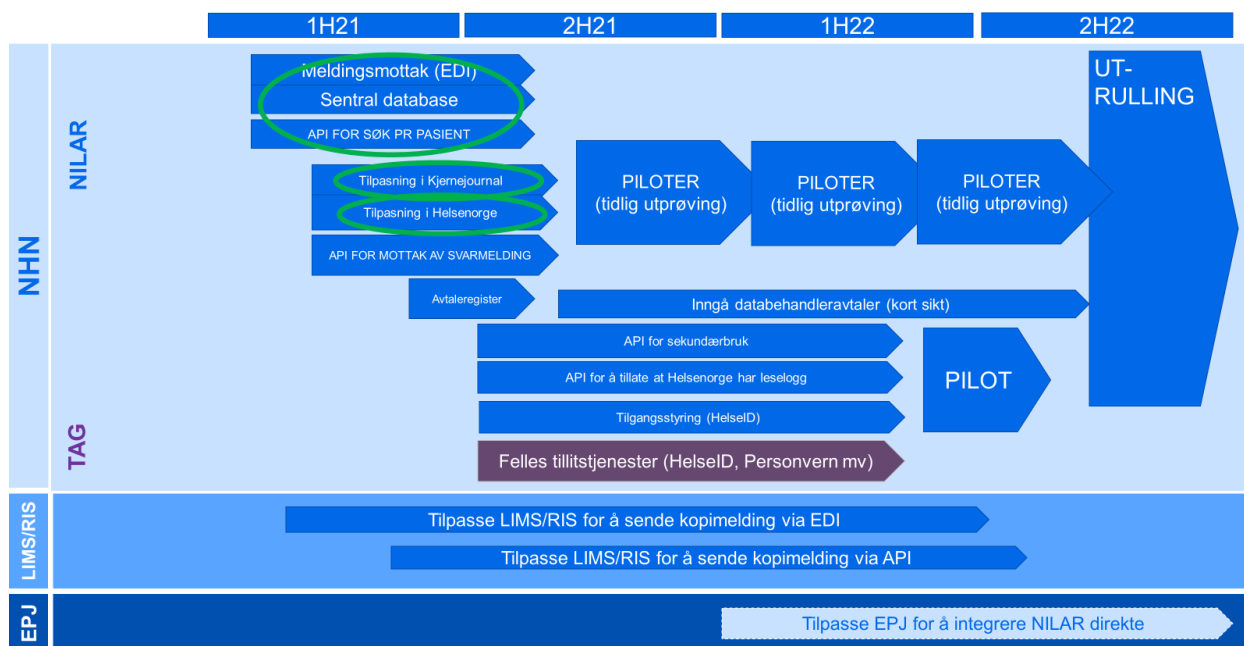 1H21
2H21
1H22
2H22
NHN
NILAR
Meldingsmottak (EDI)
Sentral database
API FOR SØK PR PASIENT
Tilpasning i Kjernejournal
Tilpasning i Helsenorge
API FOR MOTTAK AV SVARMELDING
Avtaleregister
PILOTER
(tidlig utprøving)
PILOTER
(tidlig utprøving)
PILOTER
(tidlig utprøving)
UT-
RULLING
Inngå databehandleravtaler (kort sikt)
API for sekundærbruk
API for å tillate at Helsenorge har leselogg
Tilgangsstyring (HelseID)
PILOT
TAG
Felles tillitstjenester (HelseID, Personvern mv)
LIMS/RIS
Tilpasse LIMS/RIS for å sende kopimelding via EDI
Tilpasse LIMS/RIS for å sende kopimelding via API
EPJ
Tilpasse EPJ for å integrere NILAR direkte